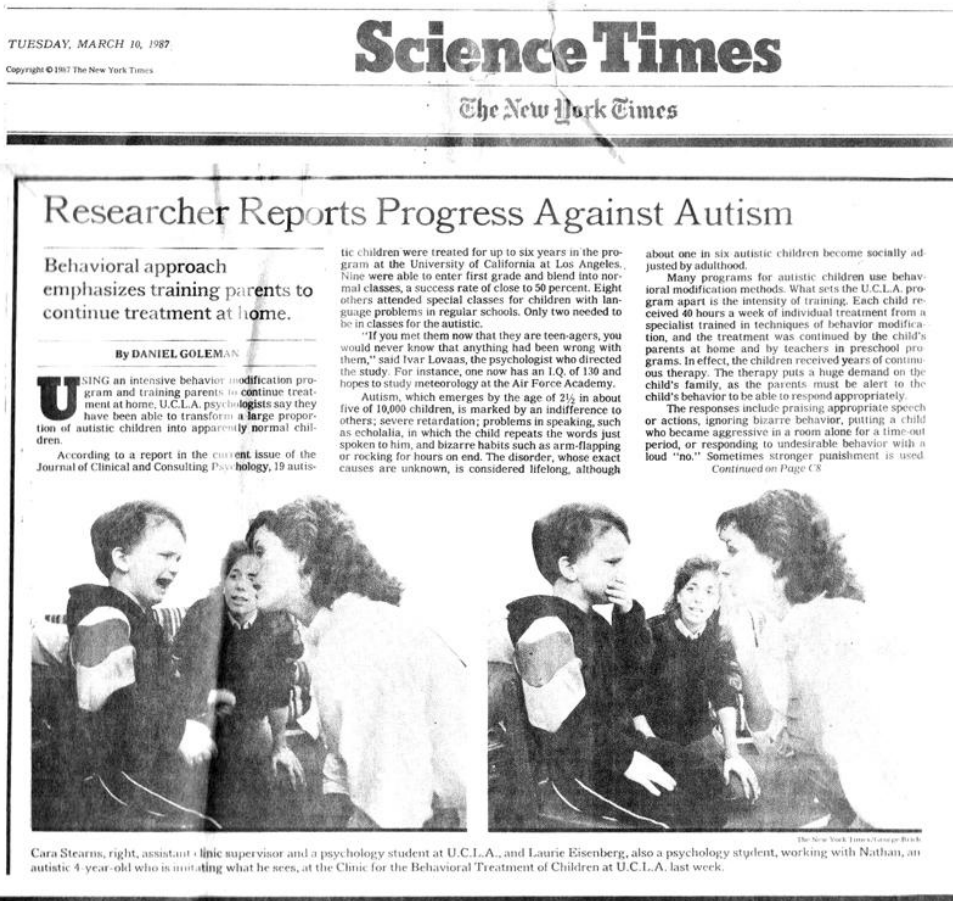 TUESDAY, MARCH 10, 1987
Copyright © 1987 The New York Times
Science Times
The New York Times
Researcher Reports Progress Against Autism
Behavioral approach
emphasizes training parents to
continue treatment at home.
By DANIEL GOLEMAN
USING an intensive behavior modification pro-
gram and training parents to continue treat-
ment at home, U.C.L.A. psychologists say they
have been able to transform a large propor-
tion of autistic children into apparently normal chil-
dren.
According to a report in the current issue of the
Journal of Clinical and Consulting Psychology, 19 autis-
tic children were treated for up to six years in the pro-
gram at the University of California at Los Angeles.
Nine were able to enter first grade and blend into nor-
mal classes, a success rate of close to 50 percent. Eight
others attended special classes for children with lan-
guage problems in regular schools. Only two needed to
be in classes for the autistic.
"If you met them now that they are teen-agers, you
would never know that anything had been wrong with
them," said Ivar Lovaas, the psychologist who directed
the study. For instance, one now has an I.Q. of 130 and
hopes to study meteorology at the Air Force Academy.
Autism, which emerges by the age of 2½ in about
five of 10,000 children, is marked by an indifference to
others; severe retardation; problems in speaking, such
as echolalia, in which the child repeats the words just
spoken to him, and bizarre habits such as arm-flapping
or rocking for hours on end. The disorder, whose exact
causes are unknown, is considered lifelong, although
about one in six autistic children become socially ad-
justed by adulthood.
Many programs for autistic children use behav-
ioral modification methods. What sets the U.C.L.A. pro-
gram apart is the intensity of training. Each child re-
ceived 40 hours a week of individual treatment from a
specialist trained in techniques of behavior modifica-
tion, and the treatment was continued by the child's
parents at home and by teachers in preschool pro-
grams. In effect, the children received years of continu-
ous therapy. The therapy puts a huge demand on the
child's family, as the parents must be alert to the
child's behavior to be able to respond appropriately.
The responses include praising appropriate speech
or actions, ignoring bizarre behavior, putting a child
who became aggressive in a room alone for a time-out
period, or responding to undesirable behavior with a
loud "no." Sometimes stronger punishment is used.
Continued on Page C8
The New York Times/George
Cara Stearns, right, assistant clinic supervisor and a psychology student at U.C.L.A., and Laurie Eisenberg, also a psychology student, working with Nathan, an
autistic 4-year-old who is imitating what he sees, at the Clinic for the Behavioral Treatment of Children at U.C.L.A. last week.